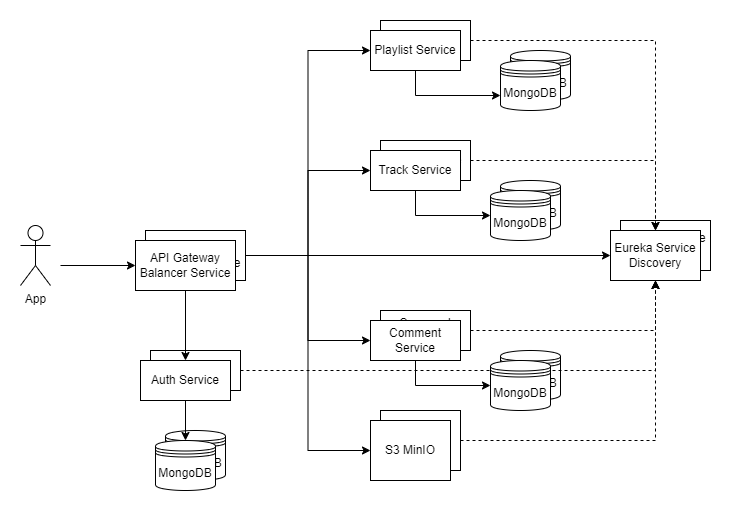 Playlist Service
MongoDB
B
Track Service
MongoDB
B
API Gateway
Balancer Service
e
Eureka Service
Discovery
e
App
Comment
Service
MongoDB
B
Auth Service
S3 MinIO
MongoDB
B